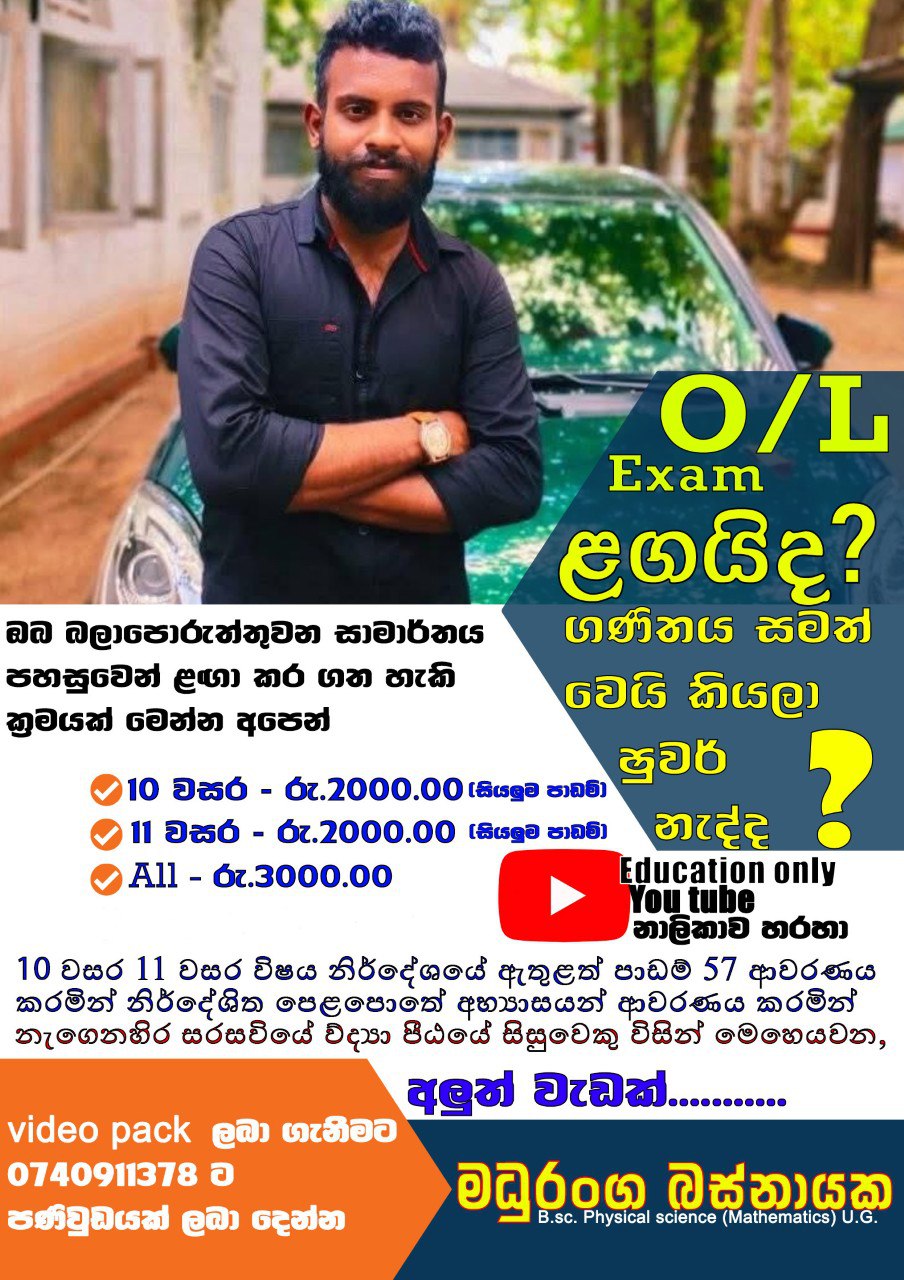 O/L
Exam
ළඟයිද?
ගණිතය සමත්
වෙයි කියලා
ෂුවර්
නැද්ද ?
ඔබ බලාපොරුත්තුවන සාමාර්තය
පහසුවෙන් ළඟා කර ගත හැකි
ක්‍රමයක් මෙන්න අපෙන්
10 වසර - රු.2000.00 (සියලුම පාඩම්)
11 වසර - රු.2000.00 (සියලුම පාඩම්)
All - රු.3000.00
Education only
You tube
නාලිකාව හරහා
10 වසර 11 වසර විෂය නිර්දේශයේ ඇතුළත් පාඩම් 57 ආවරණය
කරමින් නිර්දේශිත පෙළපොතේ අභ්‍යාසයන් ආවරණය කරමින්
නැගෙනහිර සරසවියේ විද්‍යා පීඨයේ සිසුවෙකු විසින් මෙහෙයවන,
අලුත් වැඩක්...........
video pack ලබා ගැනීමට
0740911378 ට
පණිවුඩයක් ලබා දෙන්න
මධුරංග බස්නායක
B.sc. Physical science (Mathematics) U.G.